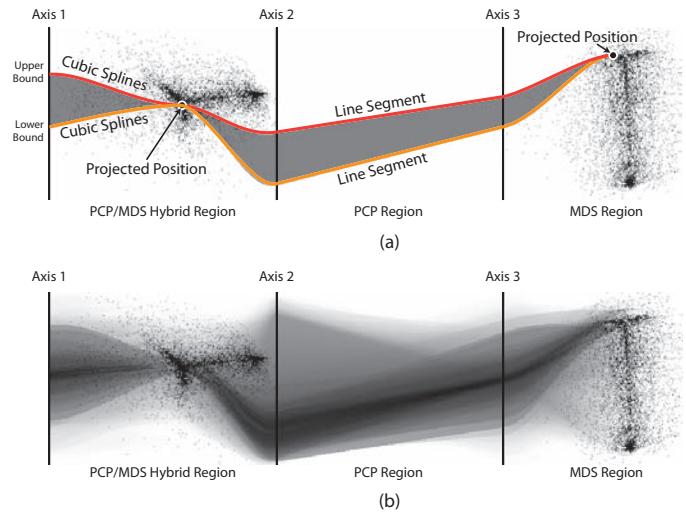 Axis 1 Axis 2 Axis 3
Projected Position
Upper
Bound
Cubic Splines
Line Segment
Lower
Bound
Cubic Splines
Projected Position
Line Segment
PCP/MDS Hybrid Region PCP Region MDS Region
(a)
Axis 1 Axis 2 Axis 3
PCP/MDS Hybrid Region PCP Region MDS Region
(b)